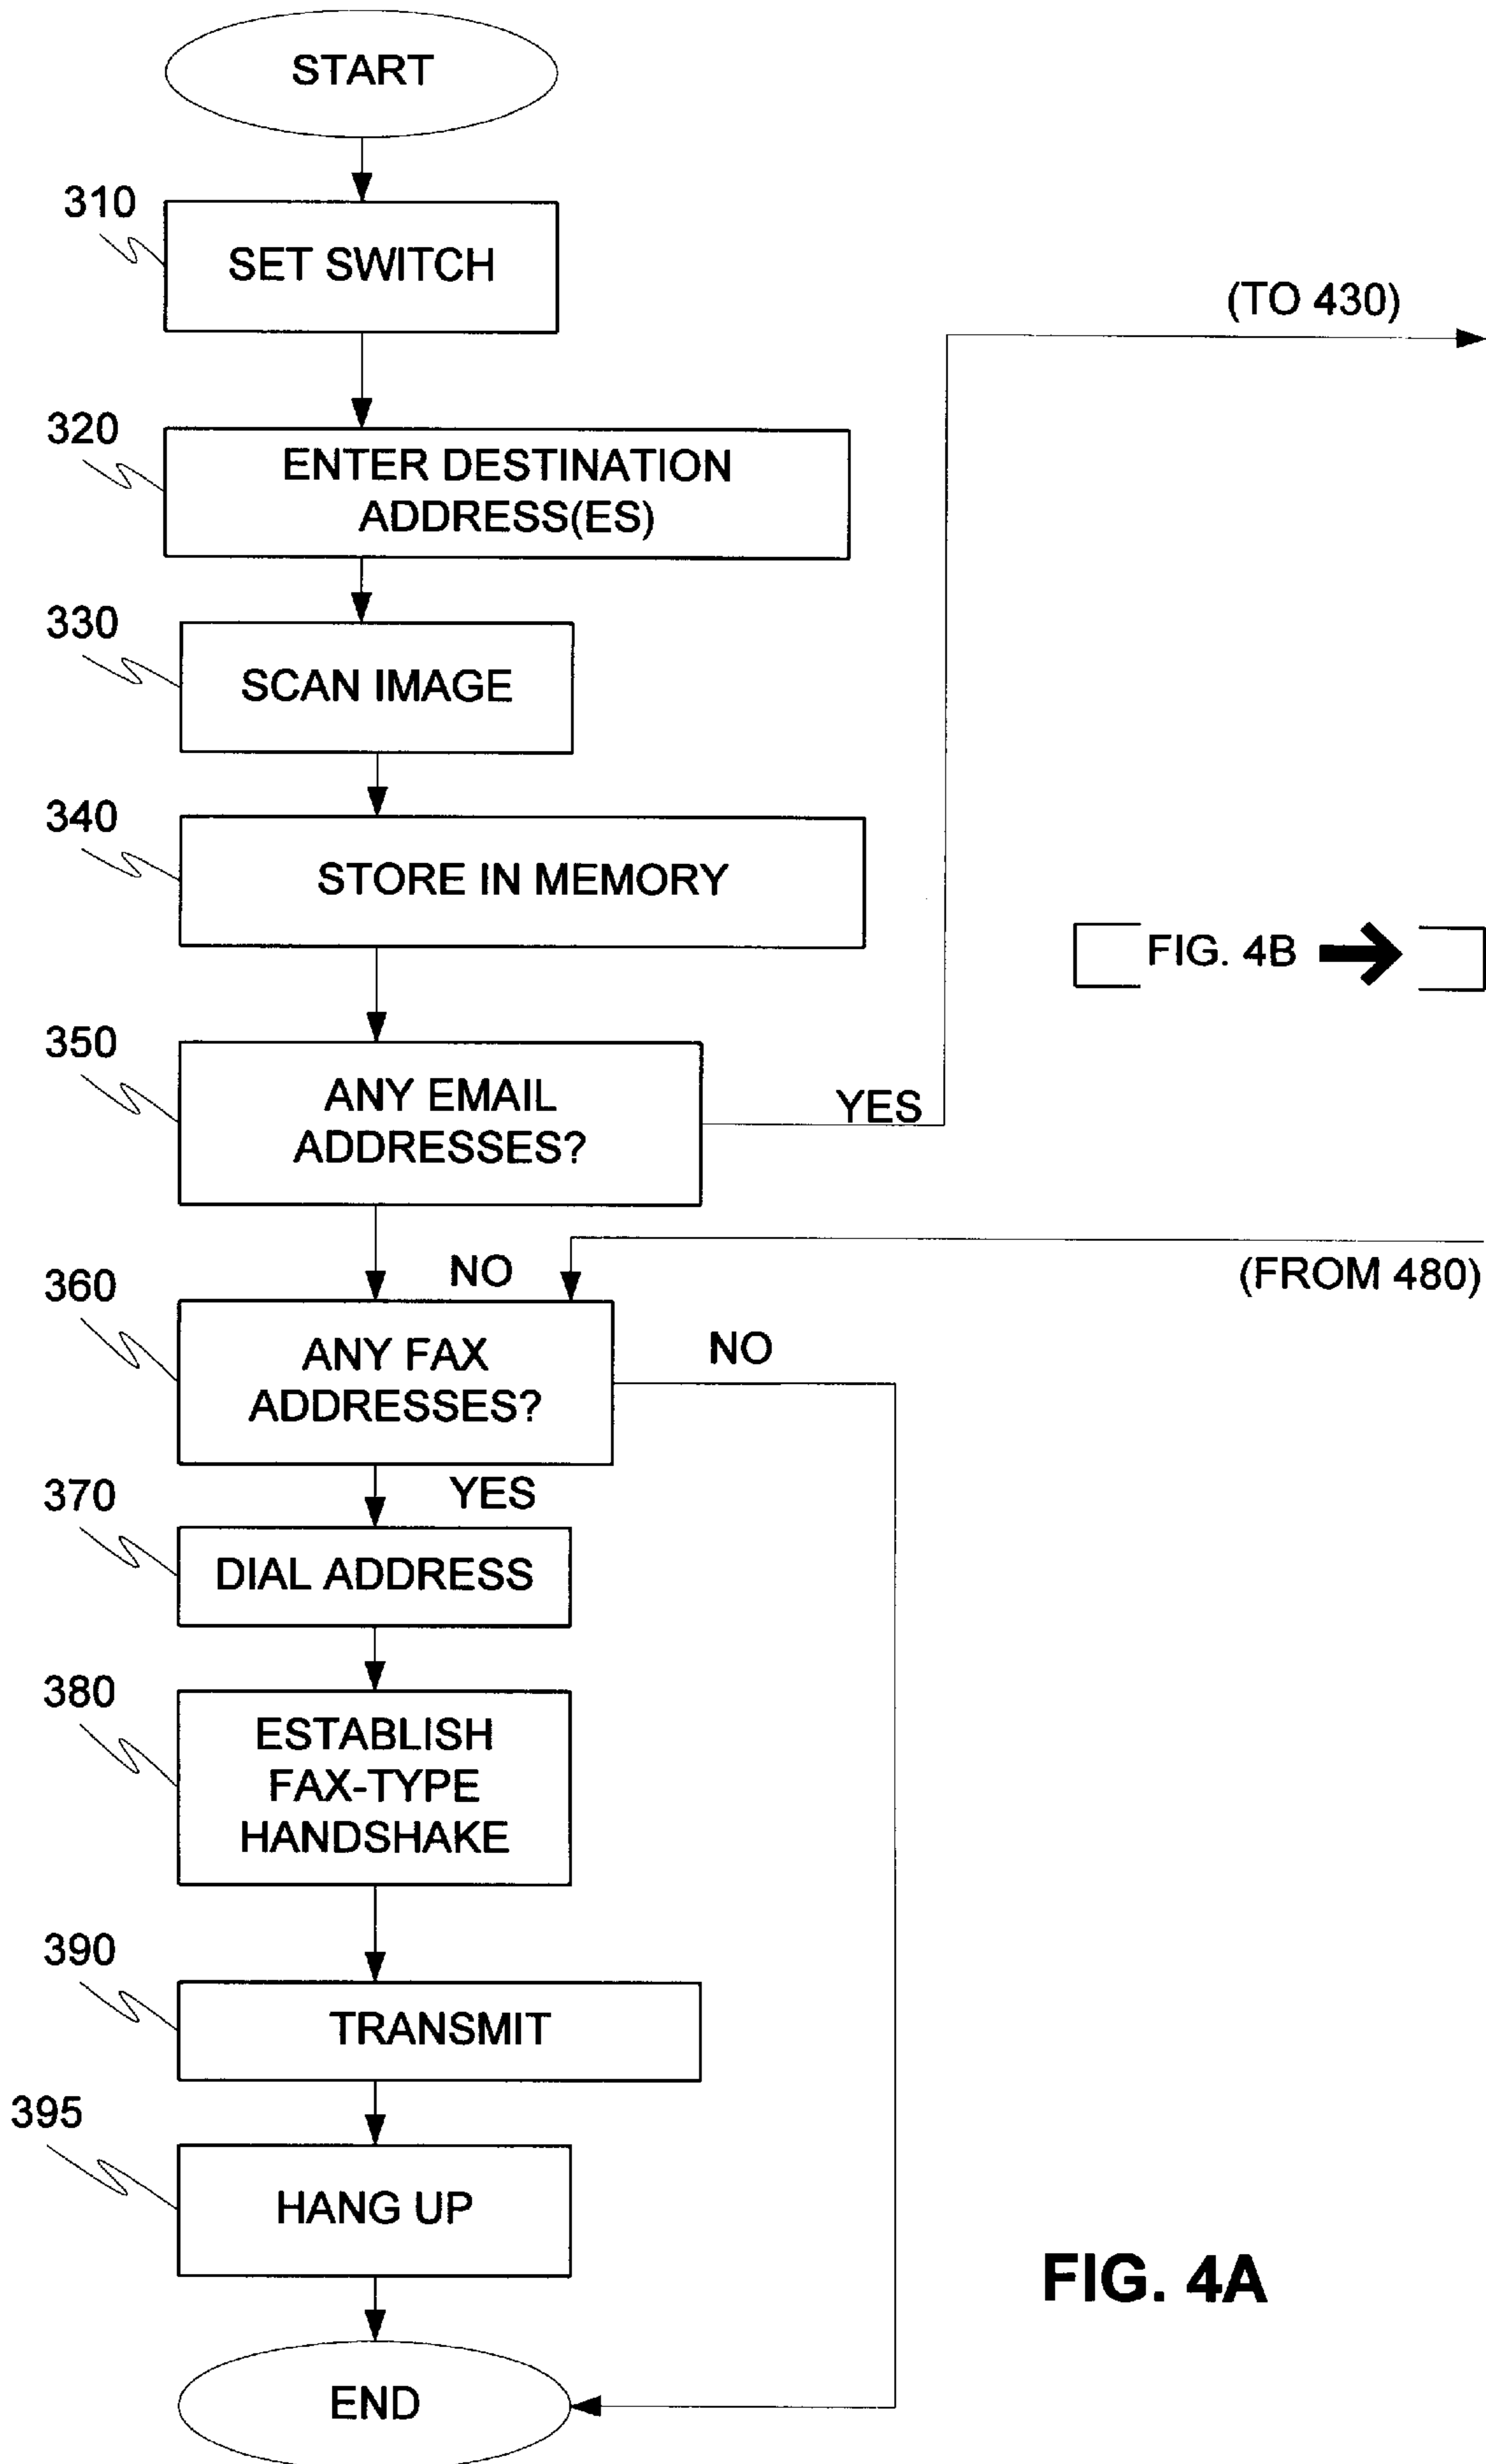 START
310
SET SWITCH
(TO 430)
320
ENTER DESTINATION
ADDRESS(ES)
330
SCAN IMAGE
340
STORE IN MEMORY
FIG. 4B
350
ANY EMAIL
ADDRESSES?
YES
NO
(FROM 480)
360
ANY FAX
ADDRESSES?
NO
YES
370
DIAL ADDRESS
380
ESTABLISH
FAX-TYPE
HANDSHAKE
390
TRANSMIT
395
HANG UP
FIG. 4A
END